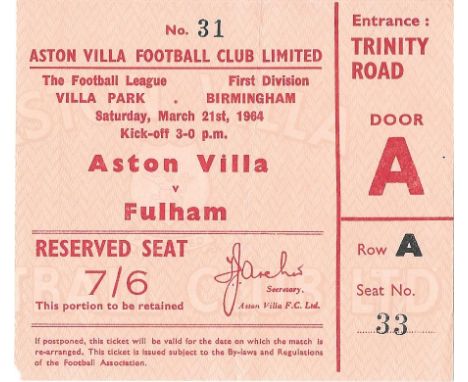 No. 31
ASTON VILLA FOOTBALL CLUB LIMITED
The Football League First Division
VILLA PARK . BIRMINGHAM
Saturday, March 21st, 1964
Kick-off 3-0 p.m.
Aston Villa
v
Fulham
RESERVED SEAT
7/6
This portion to be retained
J. Archer
Secretary.
Aston Villa F.C. Ltd.
If postponed, this ticket will be valid for the date on which the match is
re-arranged. This ticket is issued subject to the By-laws and Regulations
of the Football Association.
Entrance :
TRINITY
ROAD
DOOR
A
Row A
Seat No.
33